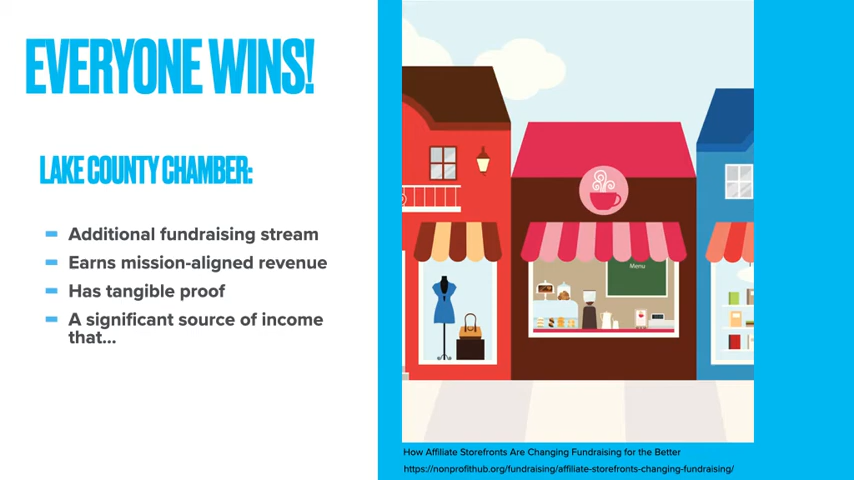 EVERYONE WINS!
LAKE COUNTY CHAMBER:
Additional fundraising stream
Earns mission-aligned revenue
Has tangible proof
A significant source of income
that...
Menu
How Affiliate Storefronts Are Changing Fundraising for the Better
https://nonprofithub.org/fundraising/affiliate-storefronts-changing-fundraising/